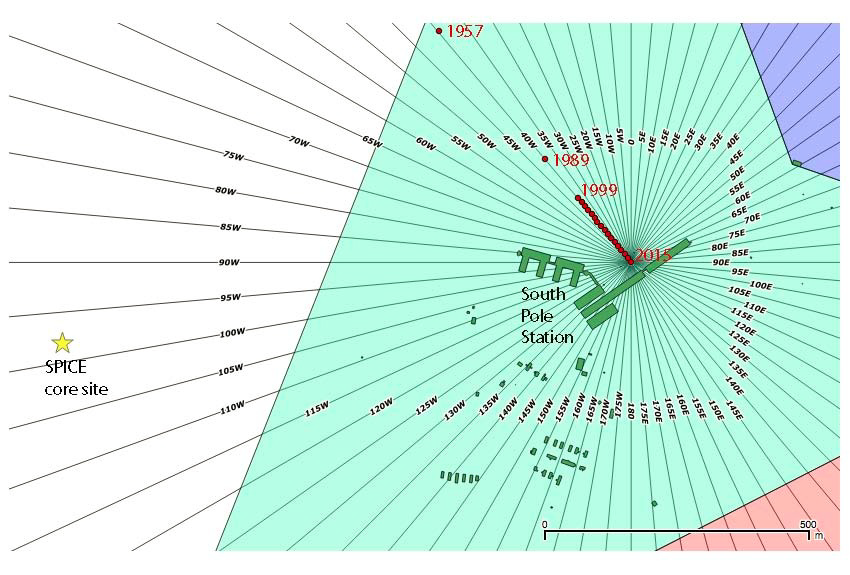 1957
65W
70W
60W
55W
50W
45W
40W
35W
30W
25W
20W
15W
10W
5W
0
5E
10E
15E
20E
25E
30E
35E
40E
45E
75W
1989
50E
80W
1999
55E
60E
65E
70E
85W
75E
80E
85E
2015
90W
90E
95E
100E
105E
95W
South
Pole
Station
110E
115E
120E
125E
100W
130E
SPICE
core site
105W
135E
140E
110W
115W
120W
125W
130W
135W
140W
145W
150W
155W
160W
165W
170W
175W
180
175E
170E
165E
160E
155E
150E
145E
0
500
m